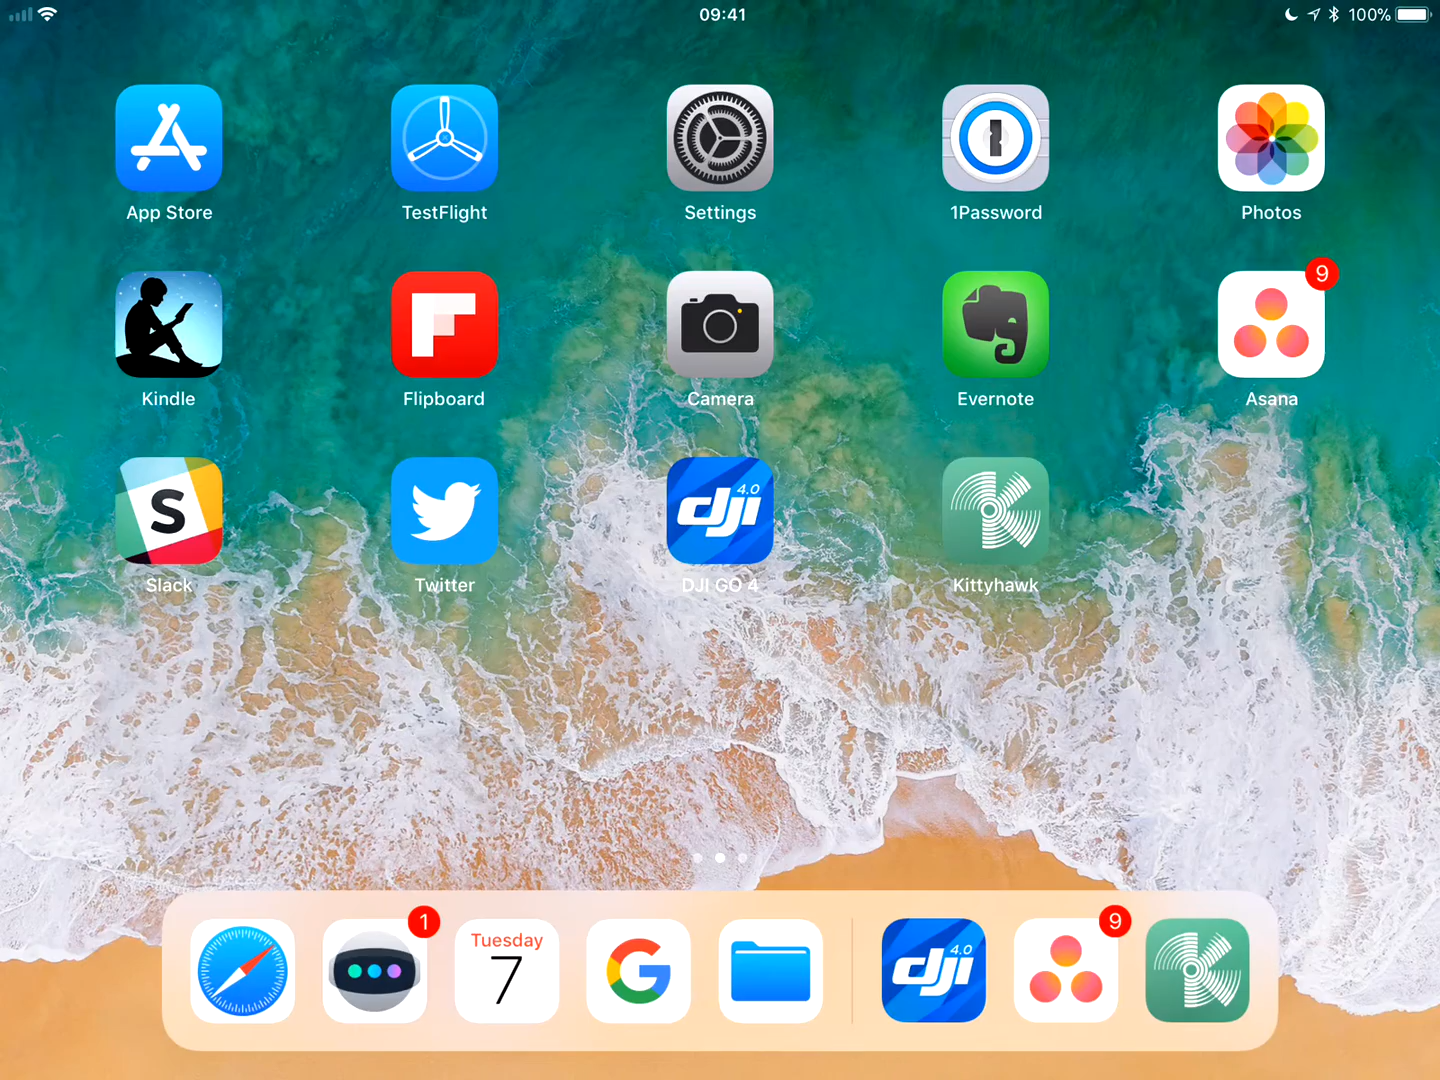 09:41
100%
App Store
TestFlight
Settings
1Password
Photos
9
Kindle
Flipboard
Camera
Evernote
Asana
S
dji 4.0
Slack
Twitter
DJI GO 4
Kittyhawk
1
9
Tuesday
7
G
dji 4.0